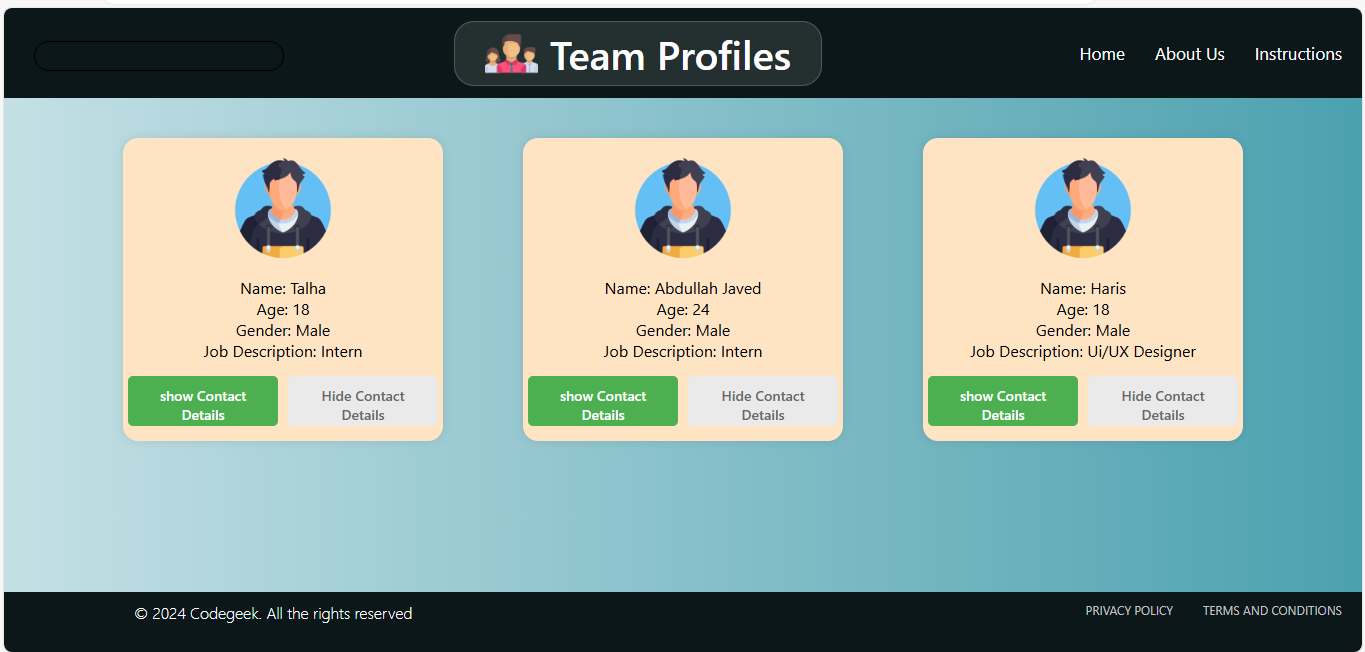 Team Profiles
Home About Us Instructions
Name: Talha
Age: 18
Gender: Male
Job Description: Intern
show Contact
Details
Hide Contact
Details
Name: Abdullah Javed
Age: 24
Gender: Male
Job Description: Intern
show Contact
Details
Hide Contact
Details
Name: Haris
Age: 18
Gender: Male
Job Description: Ui/UX Designer
show Contact
Details
Hide Contact
Details
© 2024 Codegeek. All the rights reserved
PRIVACY POLICY TERMS AND CONDITIONS